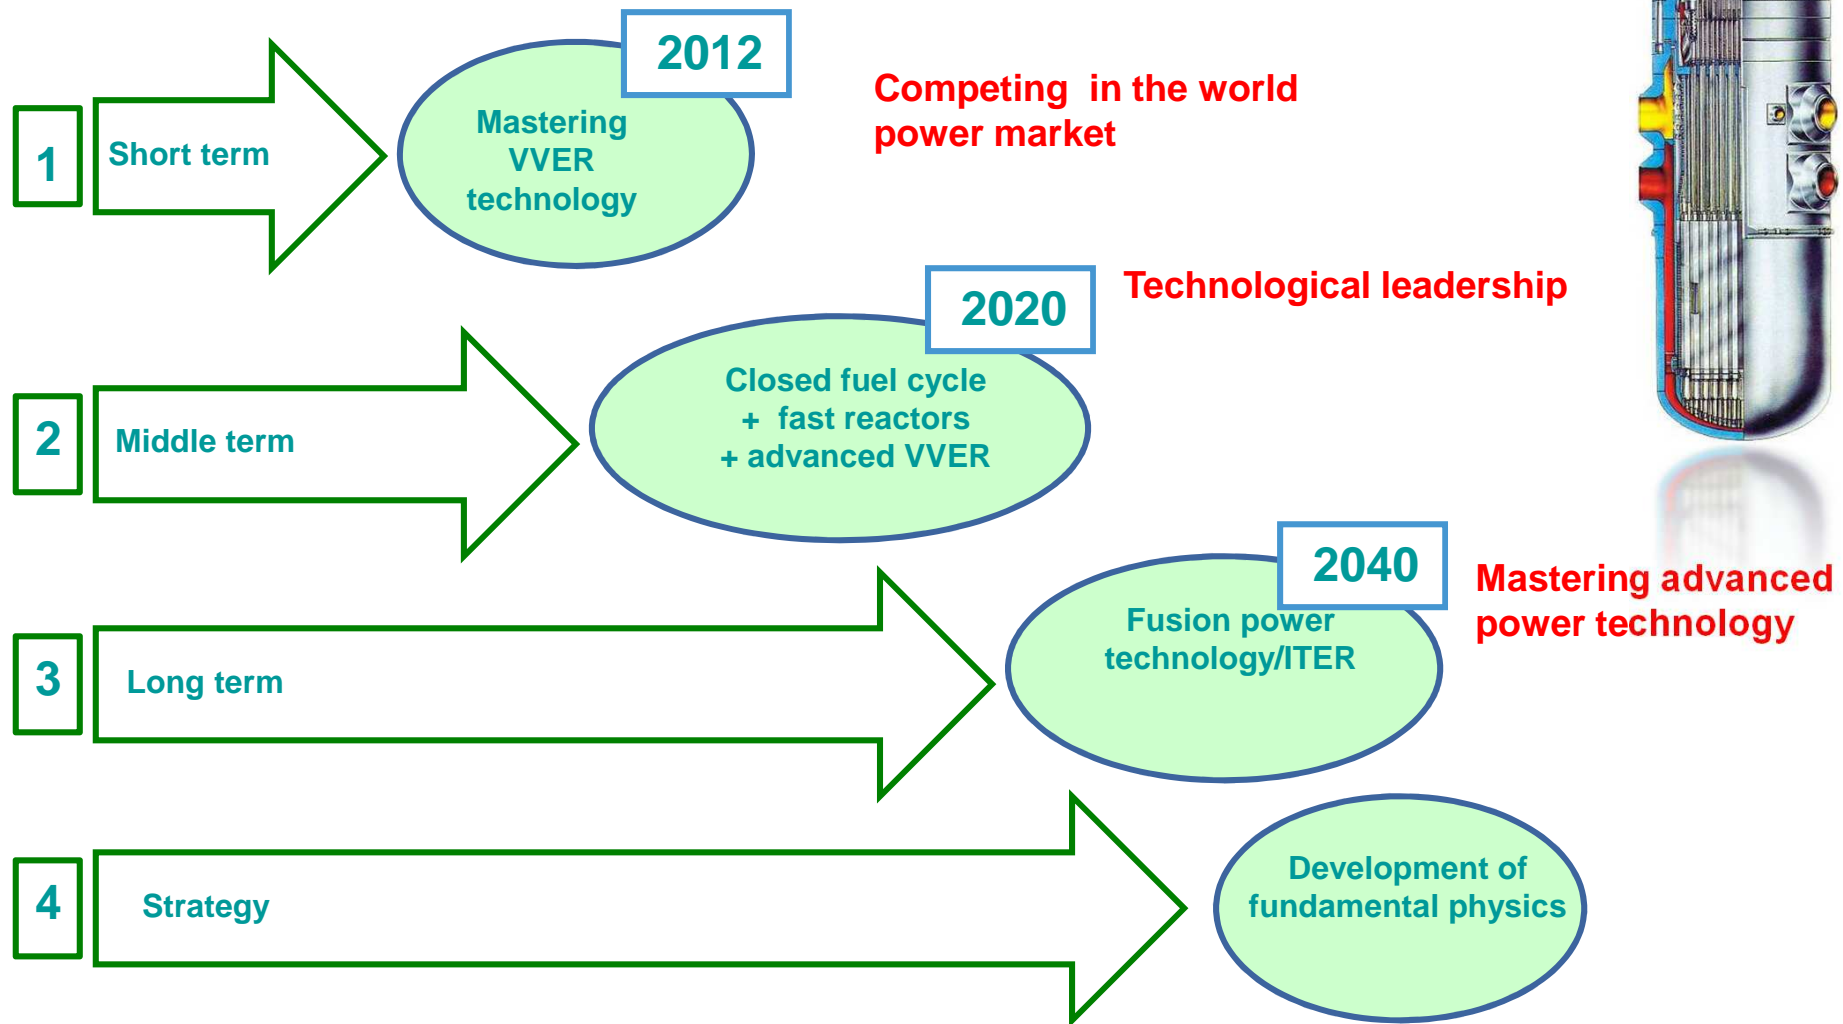 1
Short term
2012
Mastering
VVER
technology
Competing in the world
power market
2
Middle term
2020
Closed fuel cycle
+ fast reactors
+ advanced VVER
Technological leadership
3
Long term
2040
Fusion power
technology/ITER
Mastering advanced
power technology
4
Strategy
Development of
fundamental physics